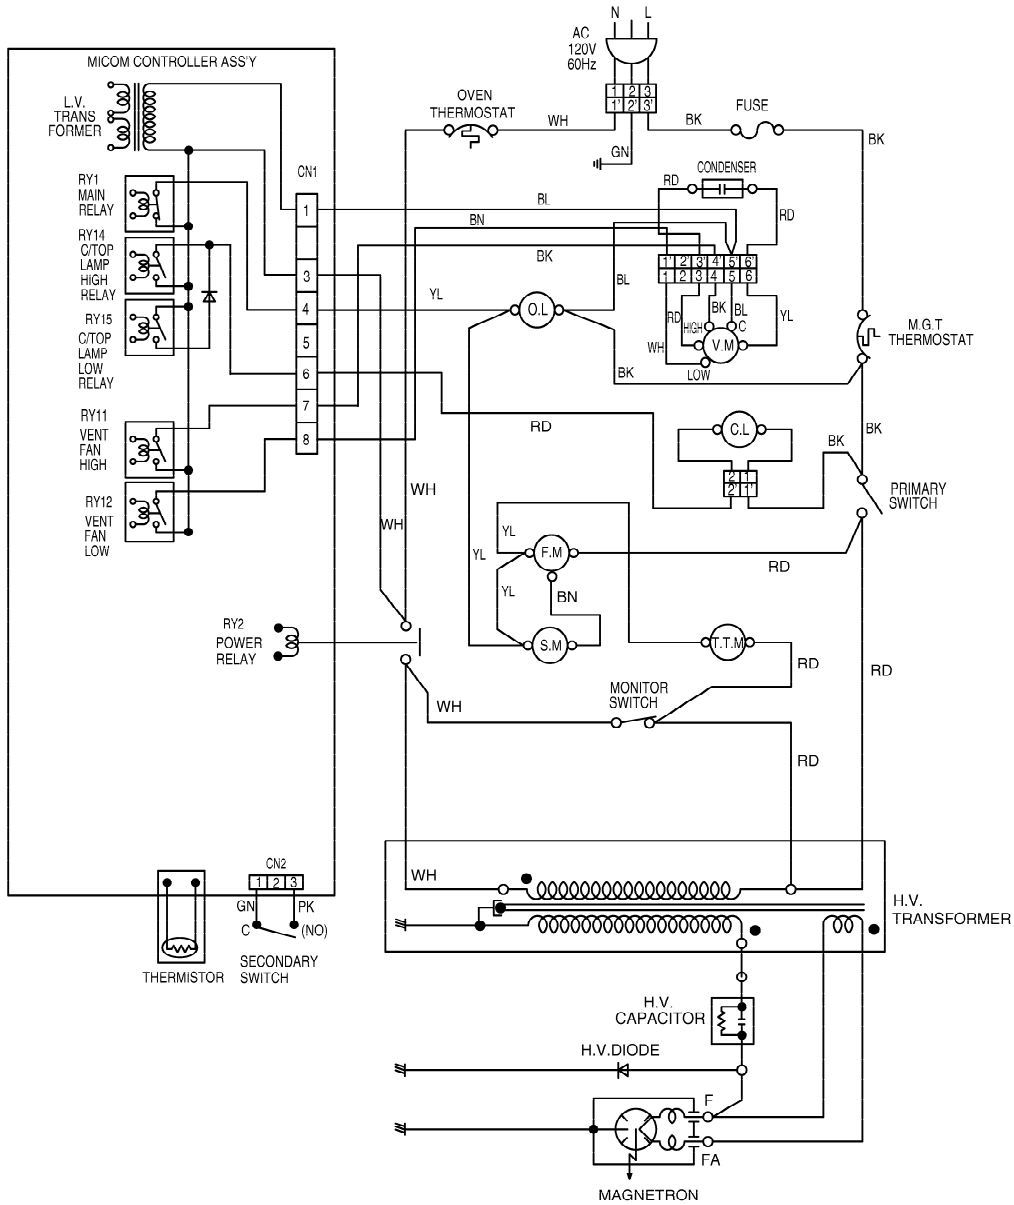 N L
AC
120V
60Hz
1 2 3
1' 2' 3'
MICOM CONTROLLER ASS'Y
L.V.
TRANS
FORMER
OVEN
THERMOSTAT
WH
BK
FUSE
BK
GN
RY1
MAIN
RELAY
CN1
CONDENSER
RD
RD
BL
BN
BK
BL
1
RY14
C/TOP
LAMP
HIGH
RELAY
3
1' 2' 3' 4' 5' 6'
1 2 3 4 5 6
YL
O.L
4
RD
BK
BL
YL
HIGH
C
WH
V.M
LOW
M.G.T
THERMOSTAT
RY15
C/TOP
LAMP
LOW
RELAY
5
6
BK
7
RD
8
RY11
VENT
FAN
HIGH
C.L
BK
BK
2 1
2' 1'
RY12
VENT
FAN
LOW
WH
WH
PRIMARY
SWITCH
YL
YL
F.M
RD
YL
BN
RY2
POWER
RELAY
S.M
T.T.M
RD
RD
MONITOR
SWITCH
WH
RD
CN2
1 2 3
GN
PK
C
(NO)
SECONDARY
SWITCH
THERMISTOR
WH
H.V.
TRANSFORMER
H.V.
CAPACITOR
H.V.DIODE
F
FA
MAGNETRON